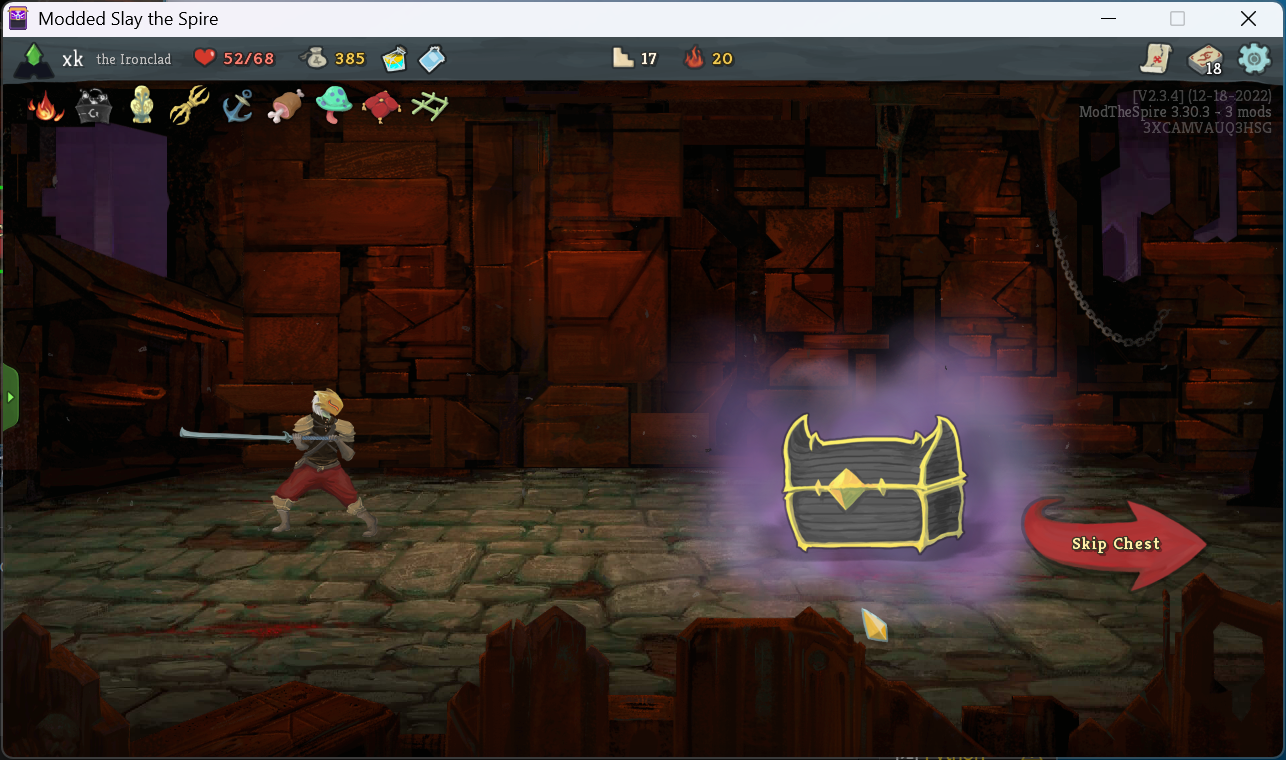 Modded Slay the Spire
xk the Ironclad 52/68 385 17 20 18
[V2.3.4] (12-18-2022)
ModTheSpire 3.30.3 - 3 mods
3XCAMVAUQ3HSG
Skip Chest